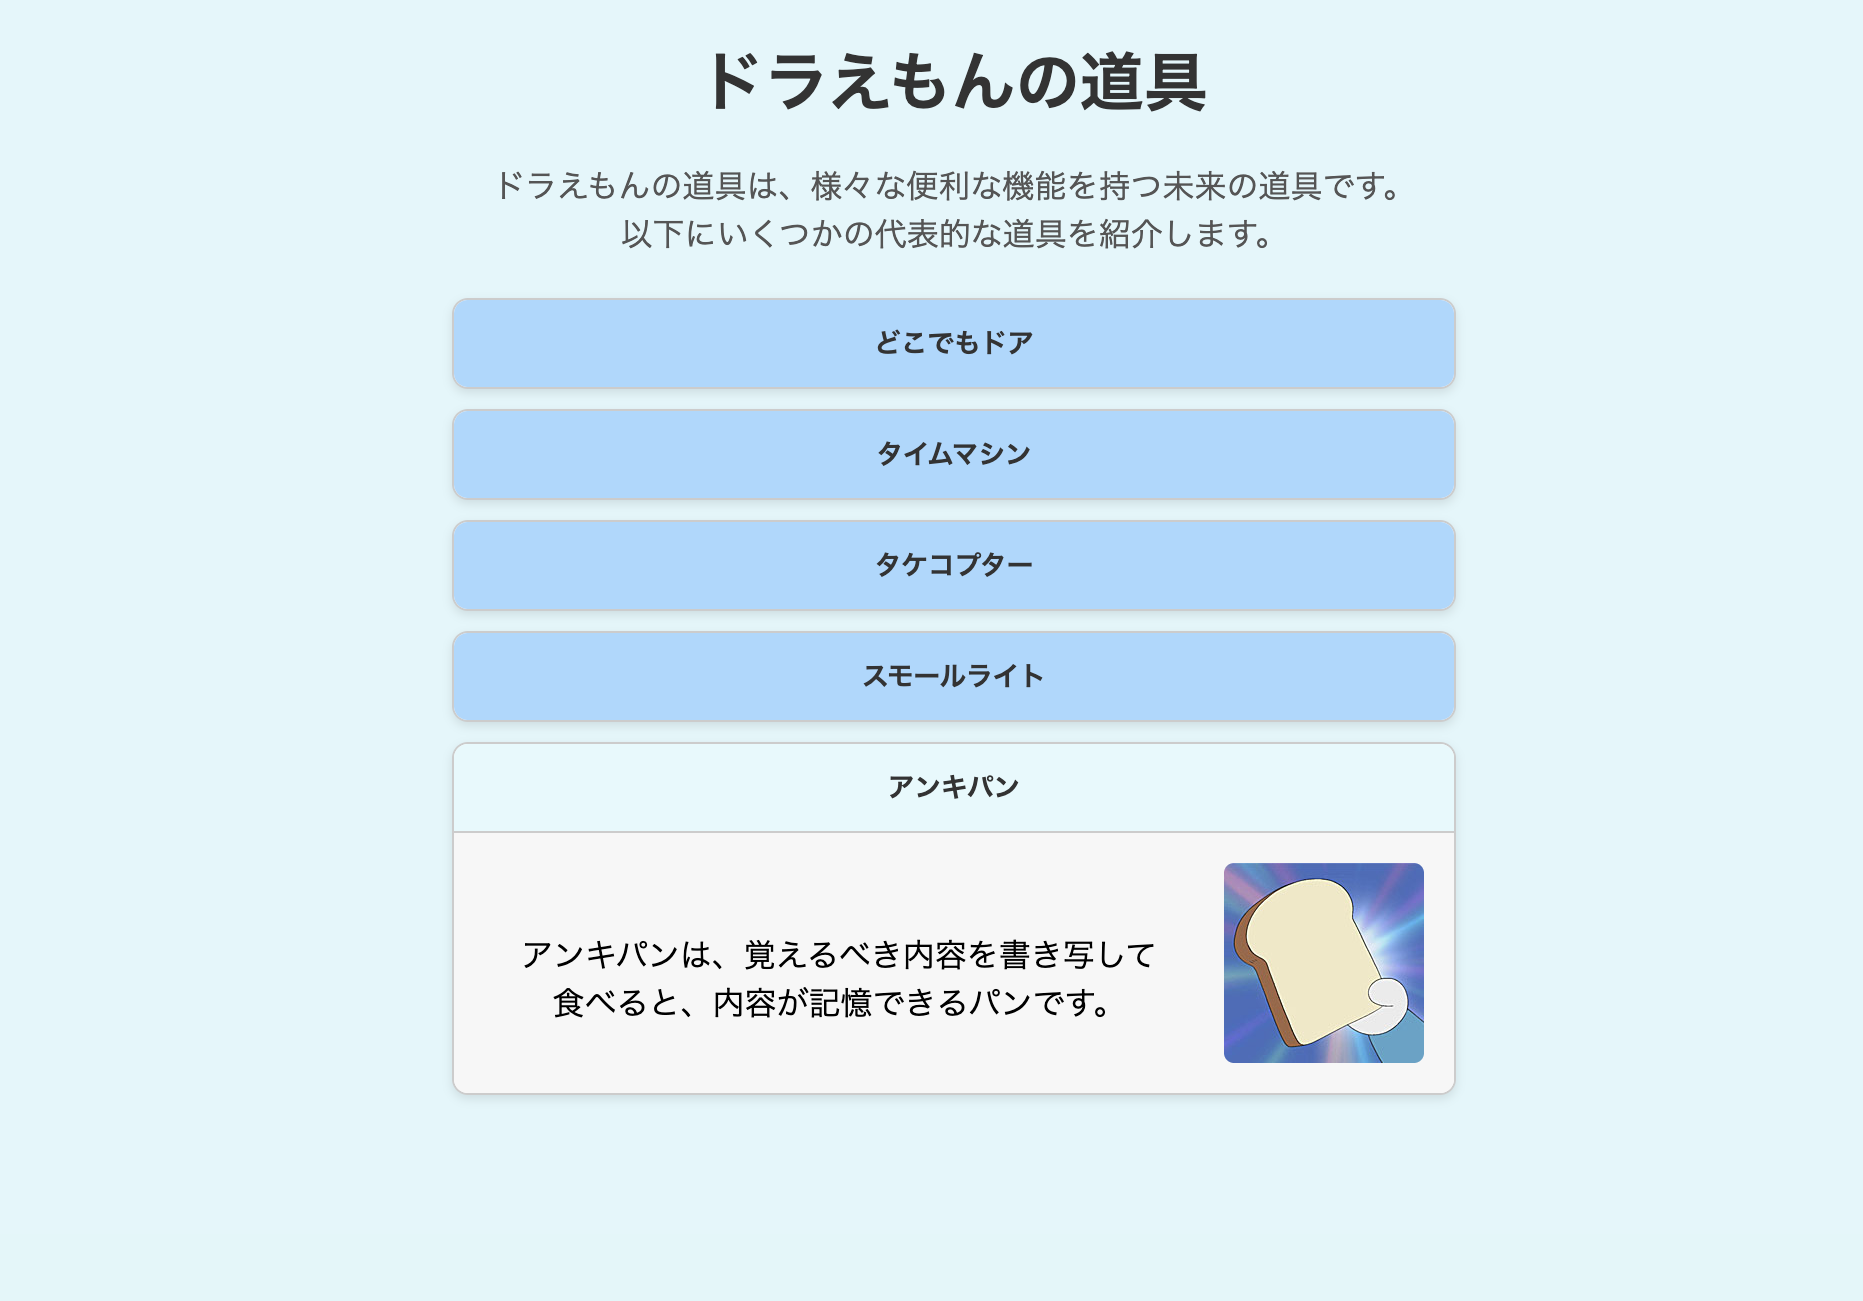 ドラえもんの道具
ドラえもんの道具は、様々な便利な機能を持つ未来の道具です。
以下にいくつかの代表的な道具を紹介します。
どこでもドア
タイムマシン
タケコプター
スモールライト
アンキパン
アンキパンは、覚えるべき内容を書き写して
食べると、内容が記憶できるパンです。